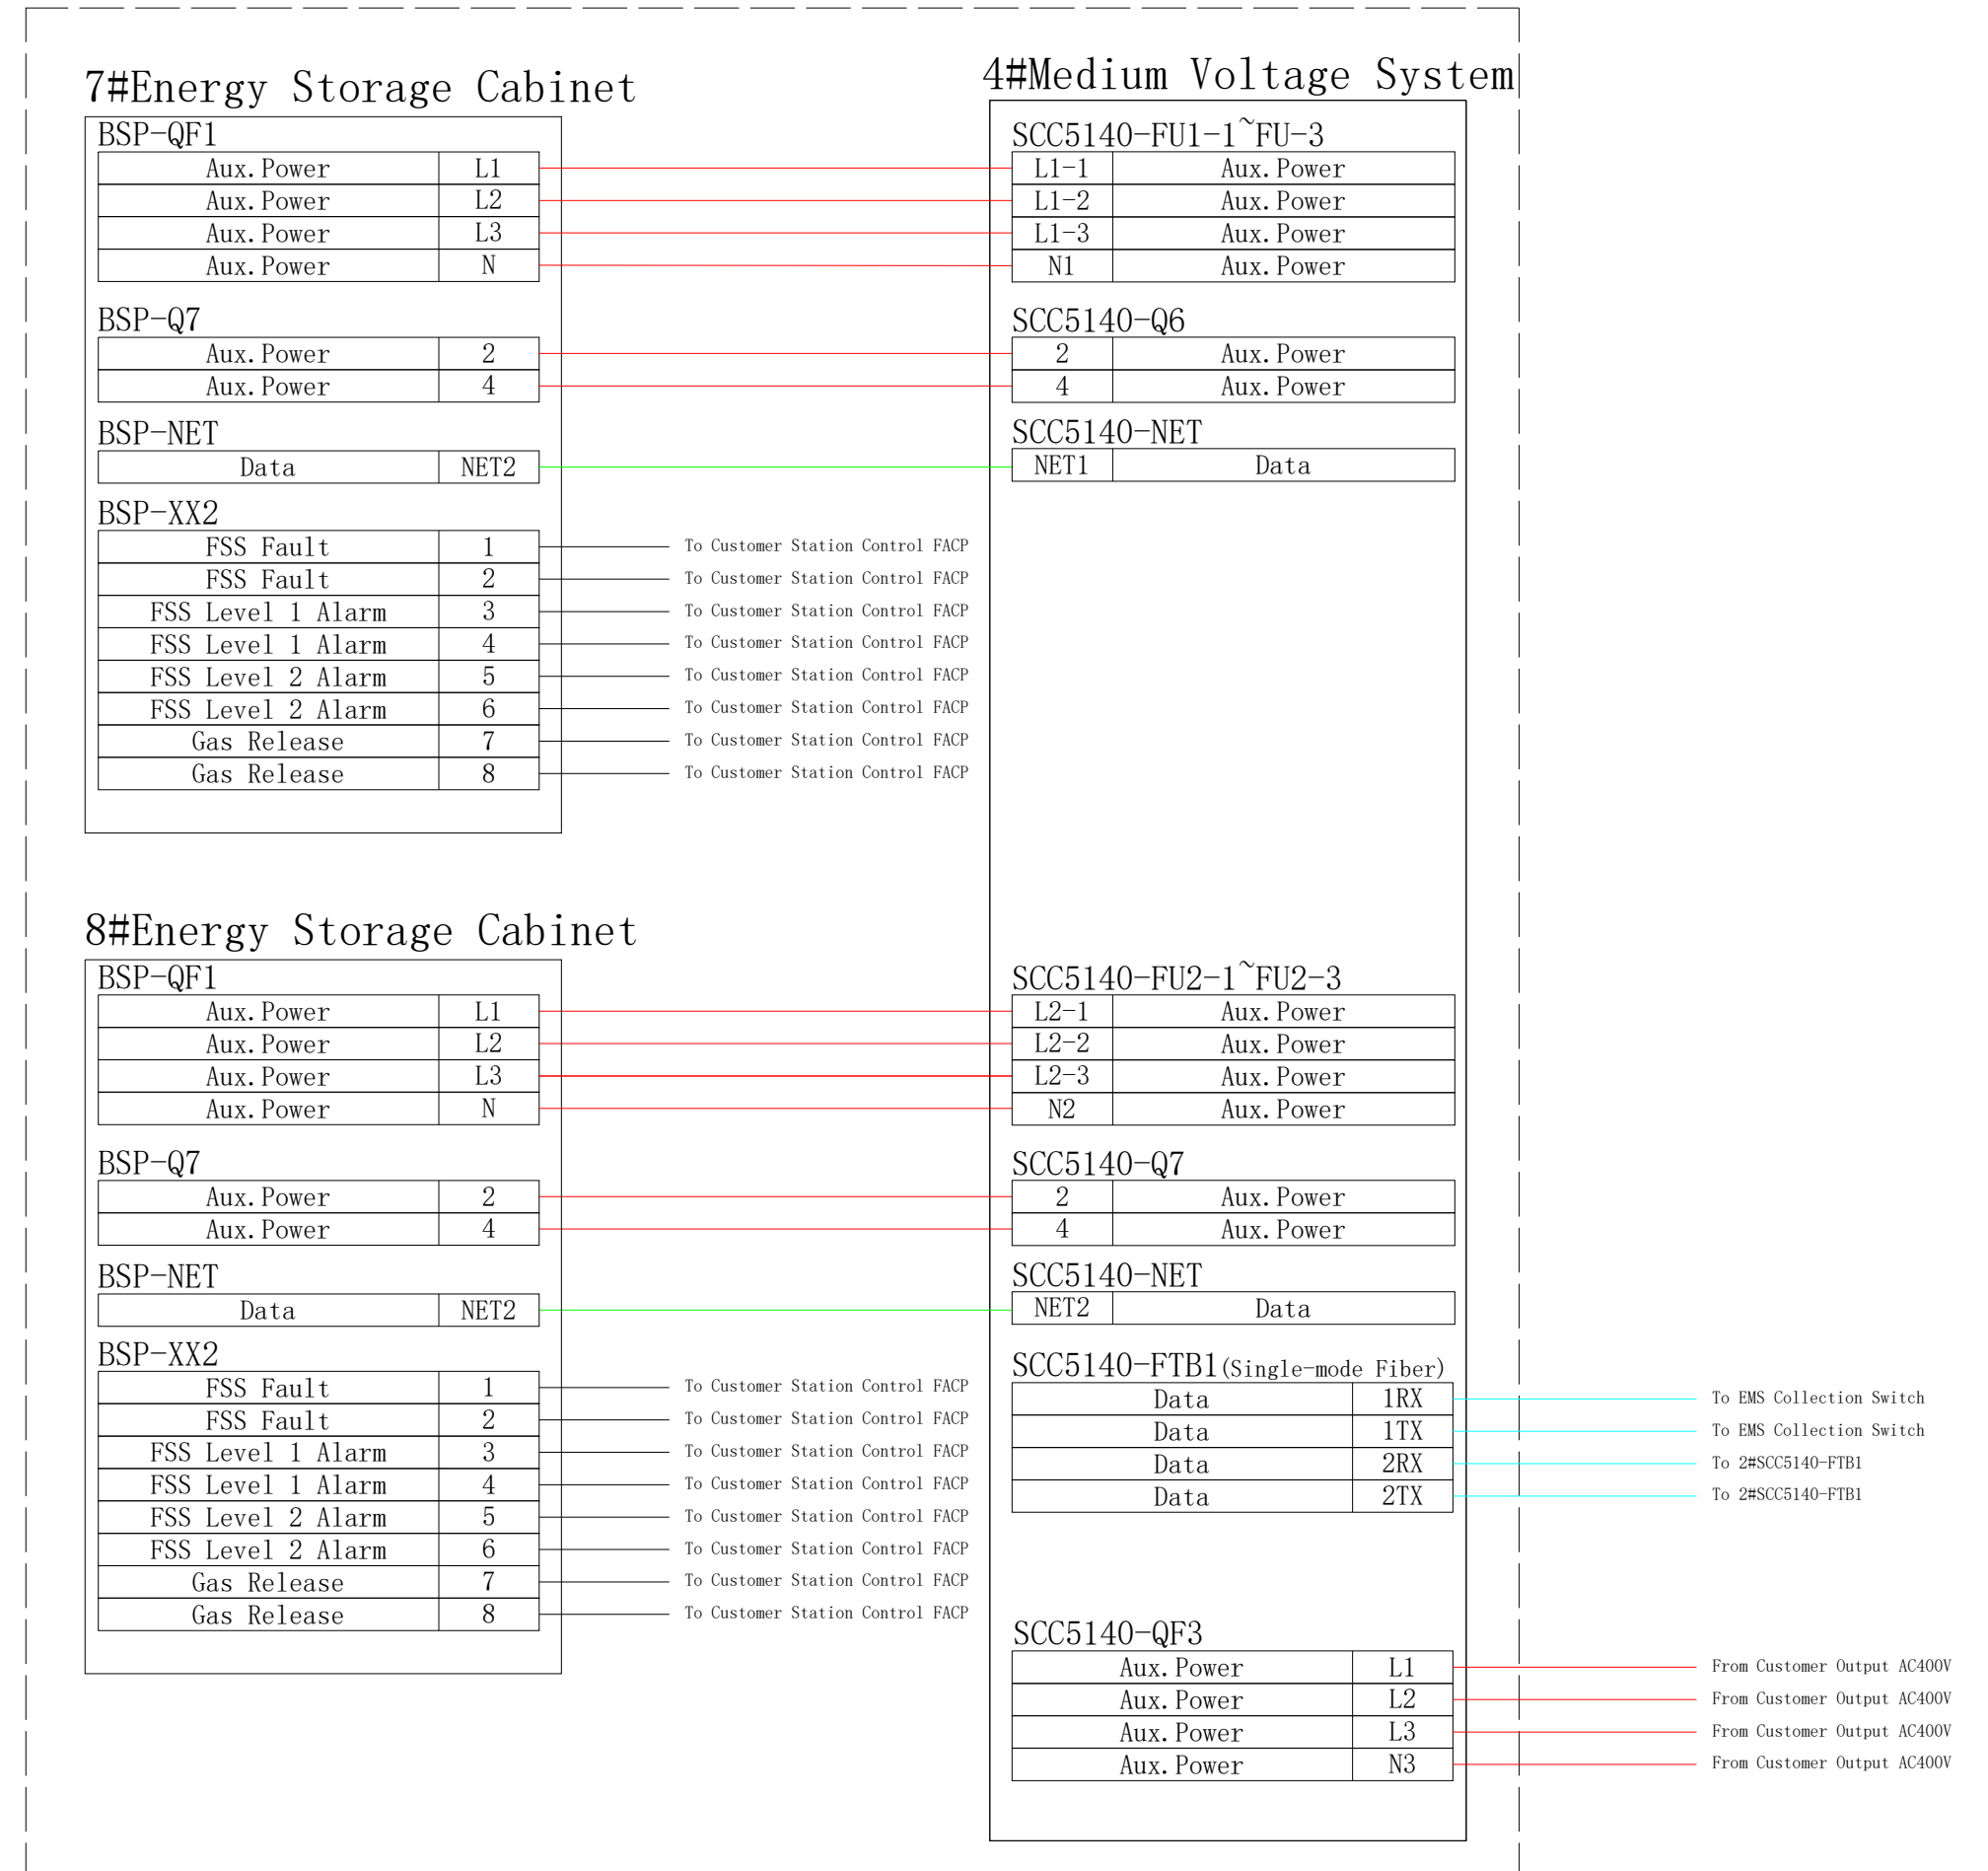 7#Energy Storage Cabinet
BSP-QF1
Aux.Power L1
Aux.Power L2
Aux.Power L3
Aux.Power N
BSP-Q7
Aux.Power 2
Aux.Power 4
BSP-NET
Data NET2
BSP-XX2
FSS Fault 1 To Customer Station Control FACP
FSS Fault 2 To Customer Station Control FACP
FSS Level 1 Alarm 3 To Customer Station Control FACP
FSS Level 1 Alarm 4 To Customer Station Control FACP
FSS Level 2 Alarm 5 To Customer Station Control FACP
FSS Level 2 Alarm 6 To Customer Station Control FACP
Gas Release 7 To Customer Station Control FACP
Gas Release 8 To Customer Station Control FACP
8#Energy Storage Cabinet
BSP-QF1
Aux.Power L1
Aux.Power L2
Aux.Power L3
Aux.Power N
BSP-Q7
Aux.Power 2
Aux.Power 4
BSP-NET
Data NET2
BSP-XX2
FSS Fault 1 To Customer Station Control FACP
FSS Fault 2 To Customer Station Control FACP
FSS Level 1 Alarm 3 To Customer Station Control FACP
FSS Level 1 Alarm 4 To Customer Station Control FACP
FSS Level 2 Alarm 5 To Customer Station Control FACP
FSS Level 2 Alarm 6 To Customer Station Control FACP
Gas Release 7 To Customer Station Control FACP
Gas Release 8 To Customer Station Control FACP
4#Medium Voltage System
SCC5140-FU1-1~FU-3
L1-1 Aux.Power
L1-2 Aux.Power
L1-3 Aux.Power
N1 Aux.Power
SCC5140-Q6
2 Aux.Power
4 Aux.Power
SCC5140-NET
NET1 Data
SCC5140-FU2-1~FU2-3
L2-1 Aux.Power
L2-2 Aux.Power
L2-3 Aux.Power
N2 Aux.Power
SCC5140-Q7
2 Aux.Power
4 Aux.Power
SCC5140-NET
NET2 Data
SCC5140-FTB1(Single-mode Fiber)
Data 1RX To EMS Collection Switch
Data 1TX To EMS Collection Switch
Data 2RX To 2#SCC5140-FTB1
Data 2TX To 2#SCC5140-FTB1
SCC5140-QF3
Aux.Power L1 From Customer Output AC400V
Aux.Power L2 From Customer Output AC400V
Aux.Power L3 From Customer Output AC400V
Aux.Power N3 From Customer Output AC400V